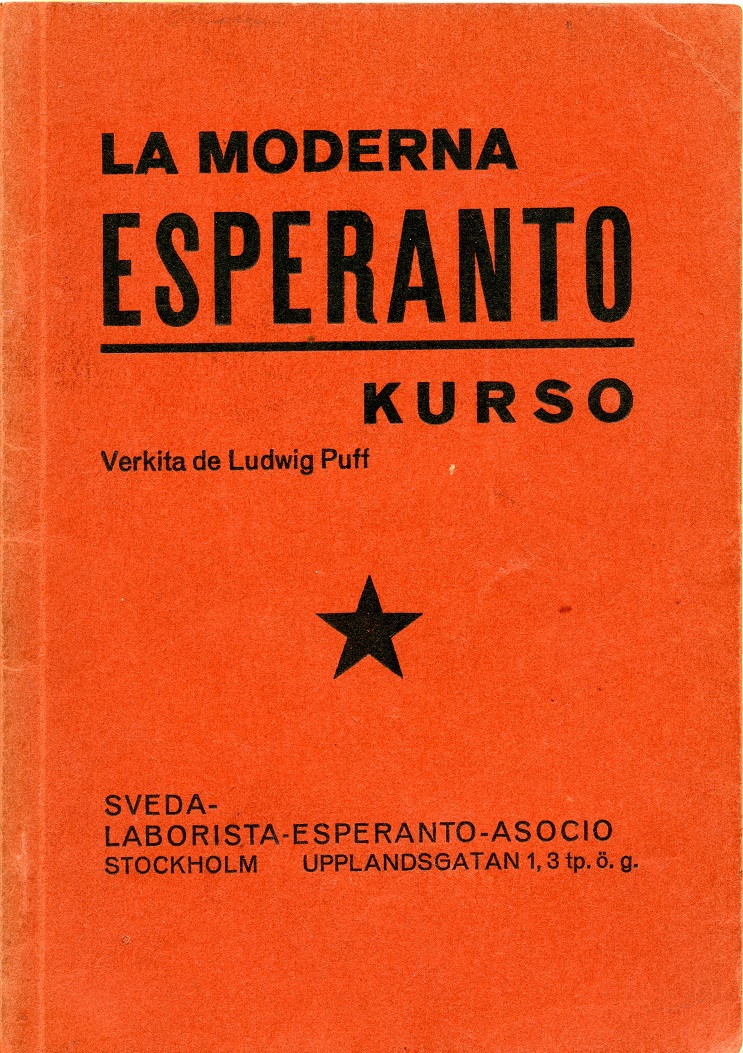 LA MODERNA
ESPERANTO
KURSO
Verkita de Ludwig Puff
SVEDA-
LABORISTA-ESPERANTO-ASOCIO
STOCKHOLM UPPLANDSGATAN 1, 3 tp. ö. g.